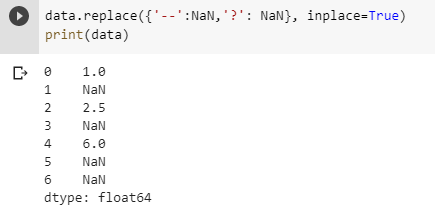 data.replace({'--':NaN,'?': NaN}, inplace=True)
print(data)
0    1.0
1    NaN
2    2.5
3    NaN
4    6.0
5    NaN
6    NaN
dtype: float64